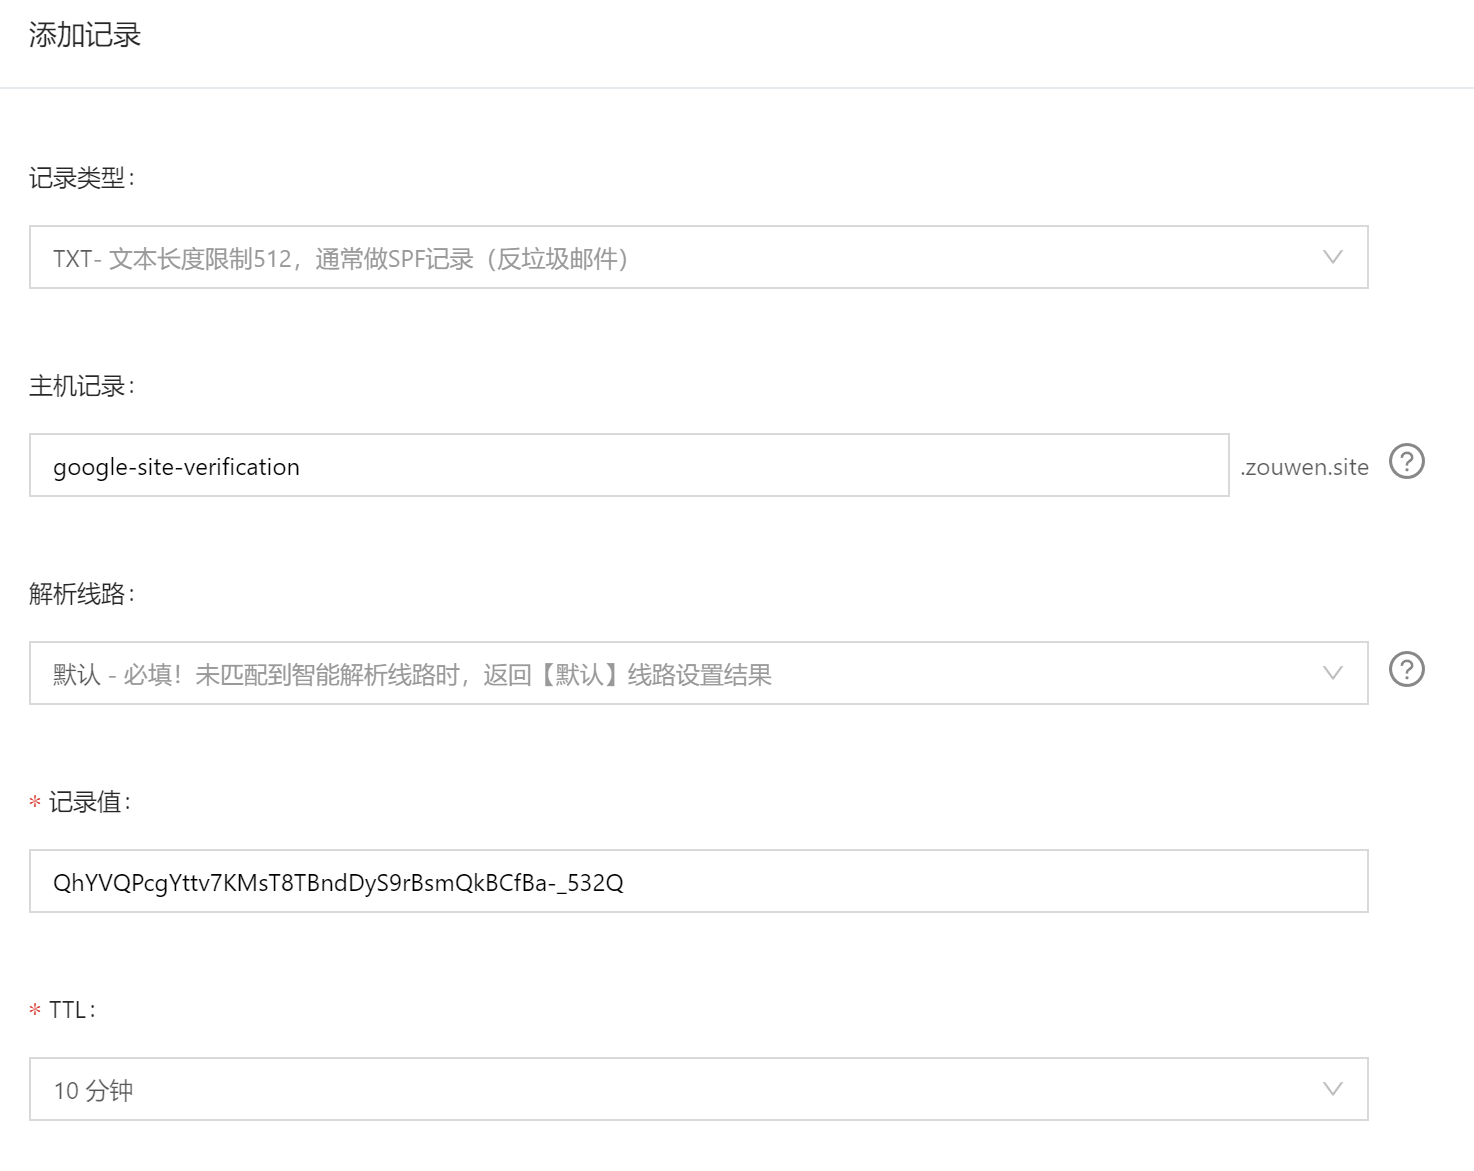 添加记录
记录类型：
TXT- 文本长度限制512，通常做SPF记录（反垃圾邮件）
主机记录：
google-site-verification .zouwen.site ?
解析线路：
默认 - 必填！未匹配到智能解析线路时，返回【默认】线路设置结果 ?
* 记录值：
QhYVQPcgYttv7KMsT8TBndDyS9rBsmQkBCfBa-_532Q
* TTL：
10 分钟